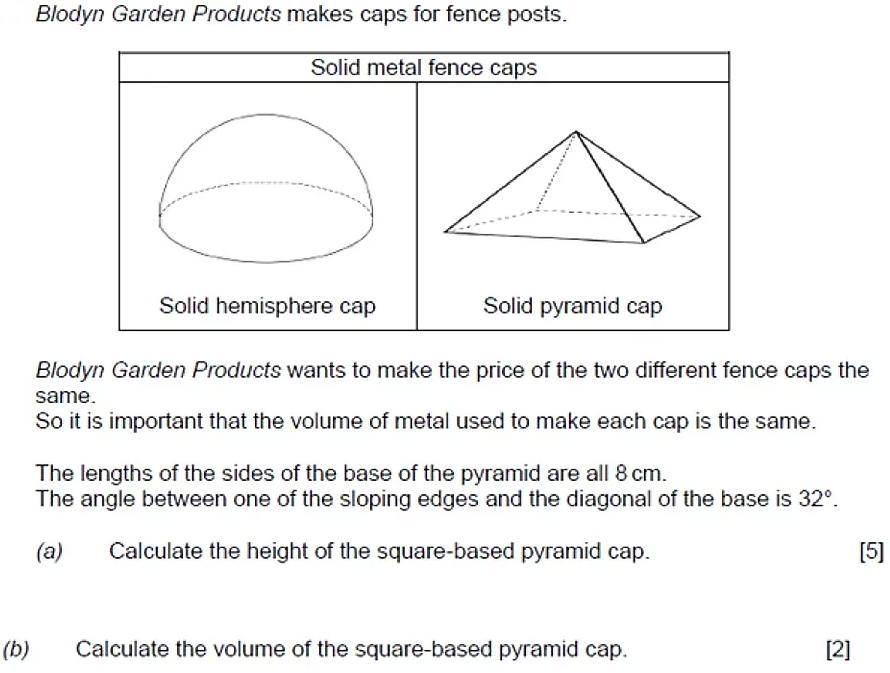 Blodyn Garden Products makes caps for fence posts.
Solid metal fence caps
Solid hemisphere cap
Solid pyramid cap
Blodyn Garden Products wants to make the price of the two different fence caps the
same.
So it is important that the volume of metal used to make each cap is the same.
The lengths of the sides of the base of the pyramid are all 8 cm.
The angle between one of the sloping edges and the diagonal of the base is 32°.
(a) Calculate the height of the square-based pyramid cap. [5]
(b) Calculate the volume of the square-based pyramid cap. [2]